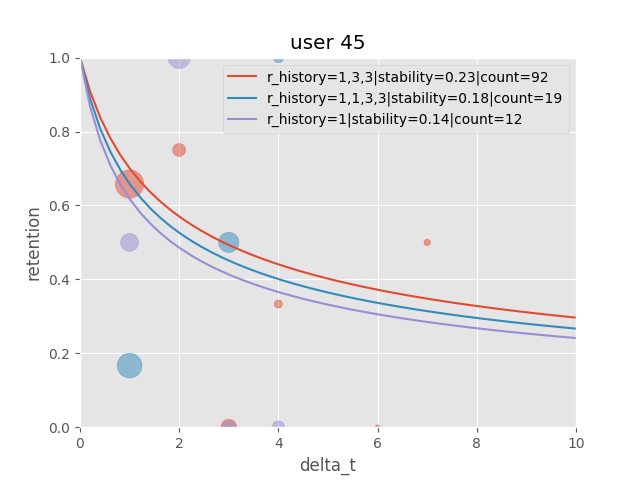 user 45
r_history=1,3,3|stability=0.23|count=92
r_history=1,1,3,3|stability=0.18|count=19
r_history=1|stability=0.14|count=12
retention
1.0
0.8
0.6
0.4
0.2
0.0
0 2 4 6 8 10
delta_t